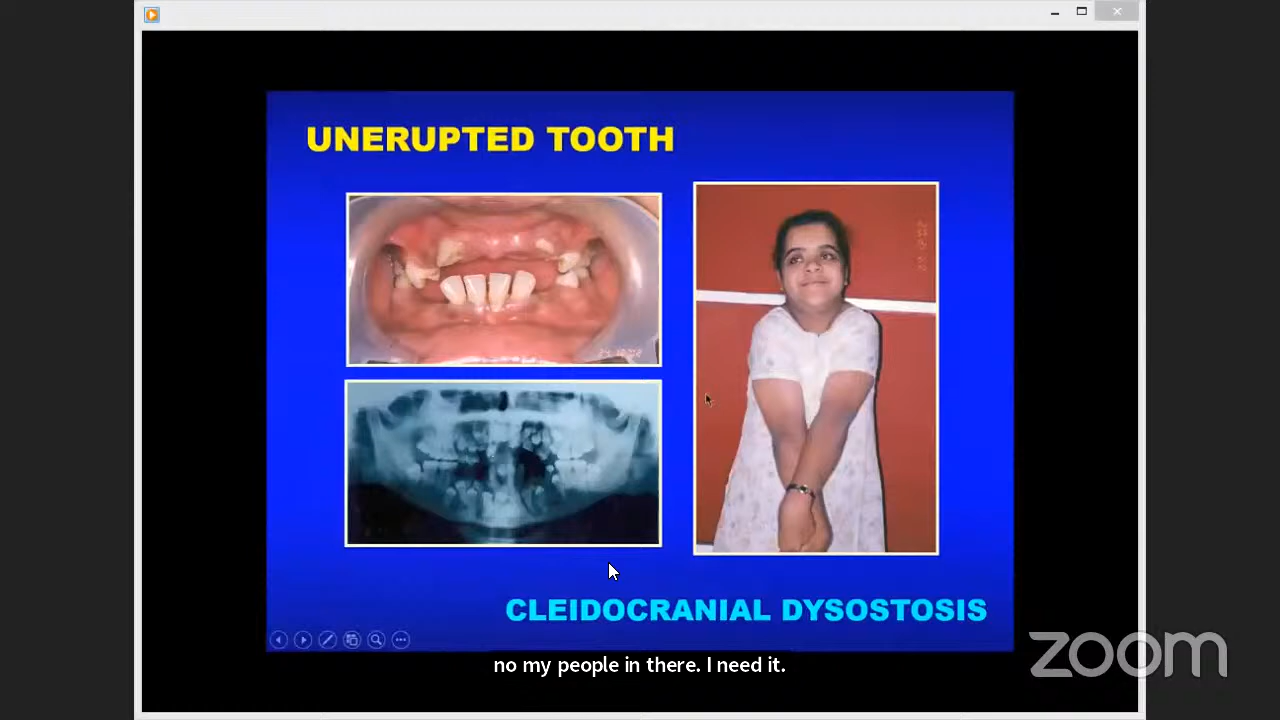 UNERUPTED TOOTH
CLEIDOCRANIAL DYSOSTOSIS
no my people in there. I need it.
zoom